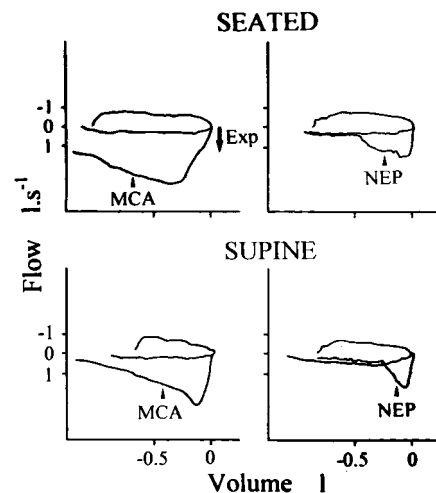 SEATED
-1
0
1
Exp
MCA
NEP
l.s-1
Flow
SUPINE
-1
0
1
MCA
NEP
-0.5
0
-0.5
0
Volume l